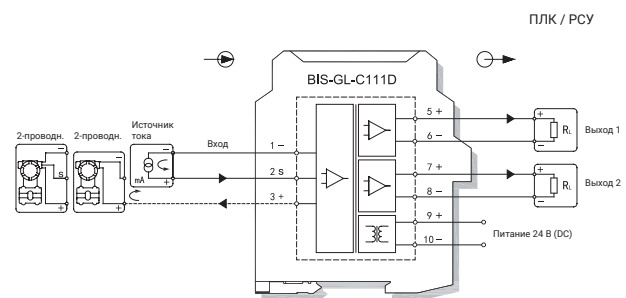 ПЛК / РСУ
BIS-GL-C111D
2-проводн.
2-проводн.
Источник
тока
Вход
− S +
− +
− mA +
1 −
2 s
3 +
5 +
6 −
7 +
8 −
9 +
10 −
+ RL −
Выход 1
+ RL −
Выход 2
Питание 24 В (DC)